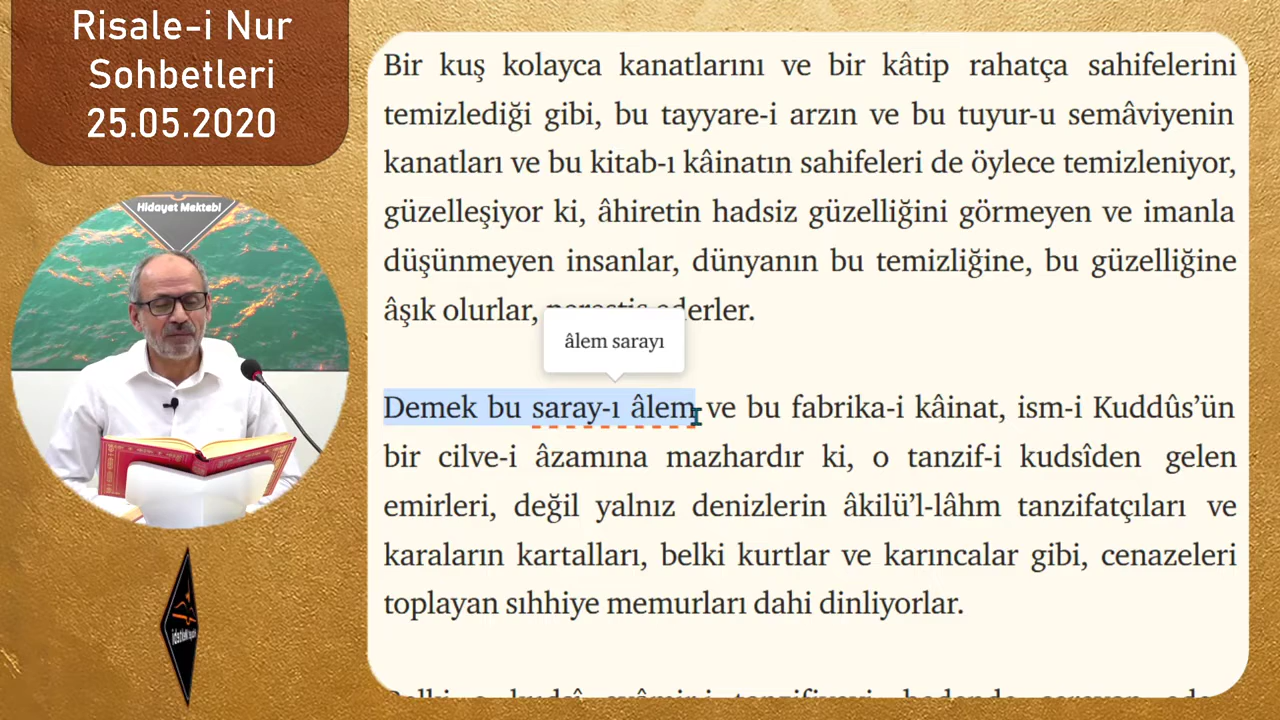 Risale-i Nur
Sohbetleri
25.05.2020
Hidayet Mektebi
Bir kuş kolayca kanatlarını ve bir kâtip rahatça sahifelerini
temizlediği gibi, bu tayyare-i arzın ve bu tuyur-u semâviyenin
kanatları ve bu kitab-ı kâinatın sahifeleri de öylece temizleniyor,
güzelleşiyor ki, âhiretin hadsiz güzelliğini görmeyen ve imanla
düşünmeyen insanlar, dünyanın bu temizliğine, bu güzelliğine
âşık olurlar, ederler.
âlem sarayı
Demek bu saray-ı âlem ve bu fabrika-i kâinat, ism-i Kuddûs’ün
bir cilve-i âzamına mazhardır ki, o tanzif-i kudsîden gelen
emirleri, değil yalnız denizlerin âkilü’l-lâhm tanzifatçıları ve
karaların kartalları, belki kurtlar ve karıncalar gibi, cenazeleri
toplayan sıhhiye memurları dahi dinliyorlar.